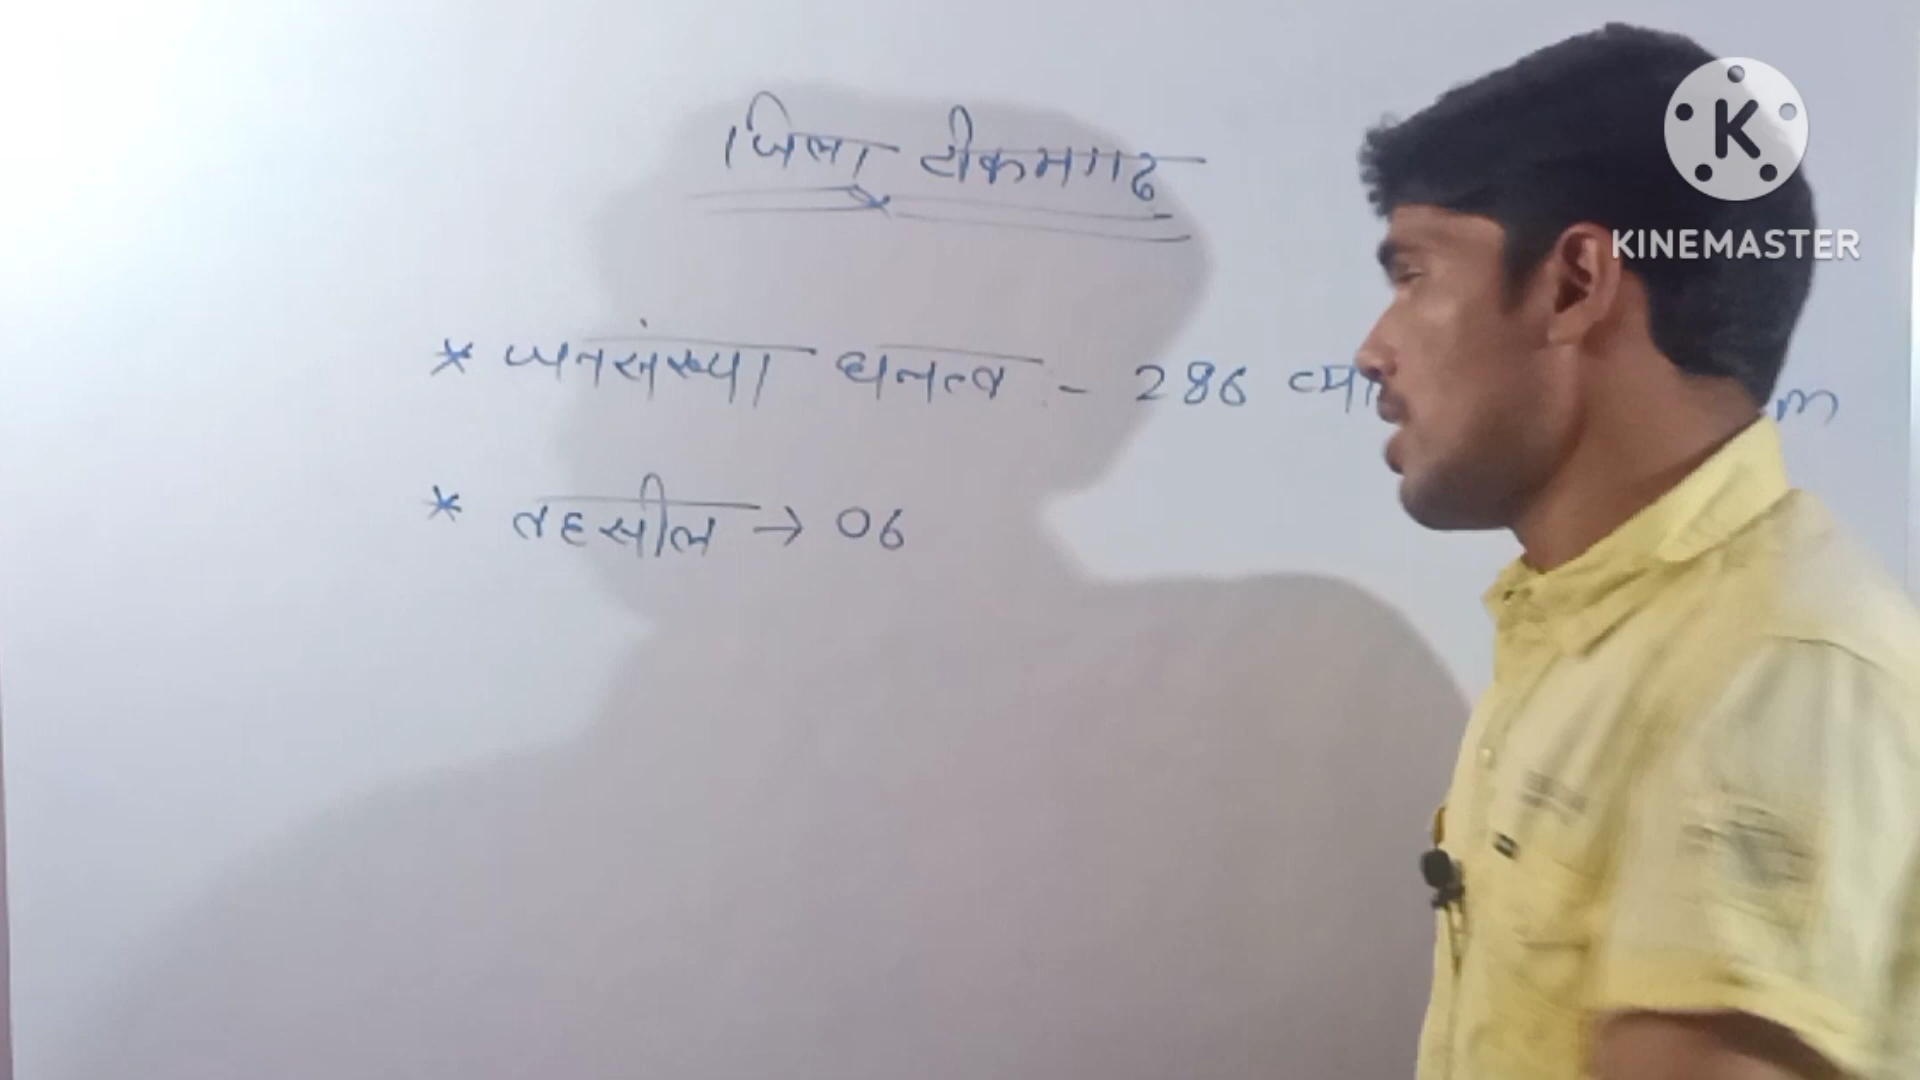 जिला टीकमगढ
* जनसंख्या घनत्व :- 286
* तहसील → 06
K
KINEMASTER